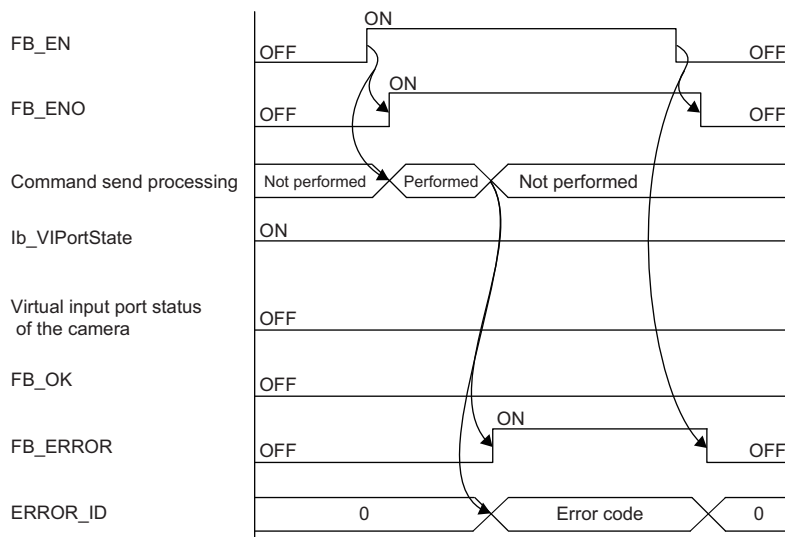 ON
FB_EN
OFF
OFF
ON
FB_ENO
OFF
OFF
Command send processing
Not performed
Performed
Not performed
Ib_VIPortState
ON
Virtual input port status
of the camera
OFF
FB_OK
OFF
ON
FB_ERROR
OFF
OFF
ERROR_ID
0
Error code
0